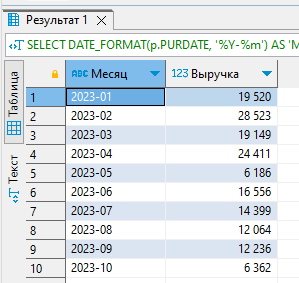 Результат 1
SELECT DATE_FORMAT(p.PURDATE, '%Y-%m') AS 'М
ABC Месяц 123 Выручка
1 2023-01 19 520
2 2023-02 28 523
3 2023-03 19 149
4 2023-04 24 411
5 2023-05 6 186
6 2023-06 16 556
7 2023-07 14 399
8 2023-08 12 064
9 2023-09 12 236
10 2023-10 6 362
Таблица
Текст